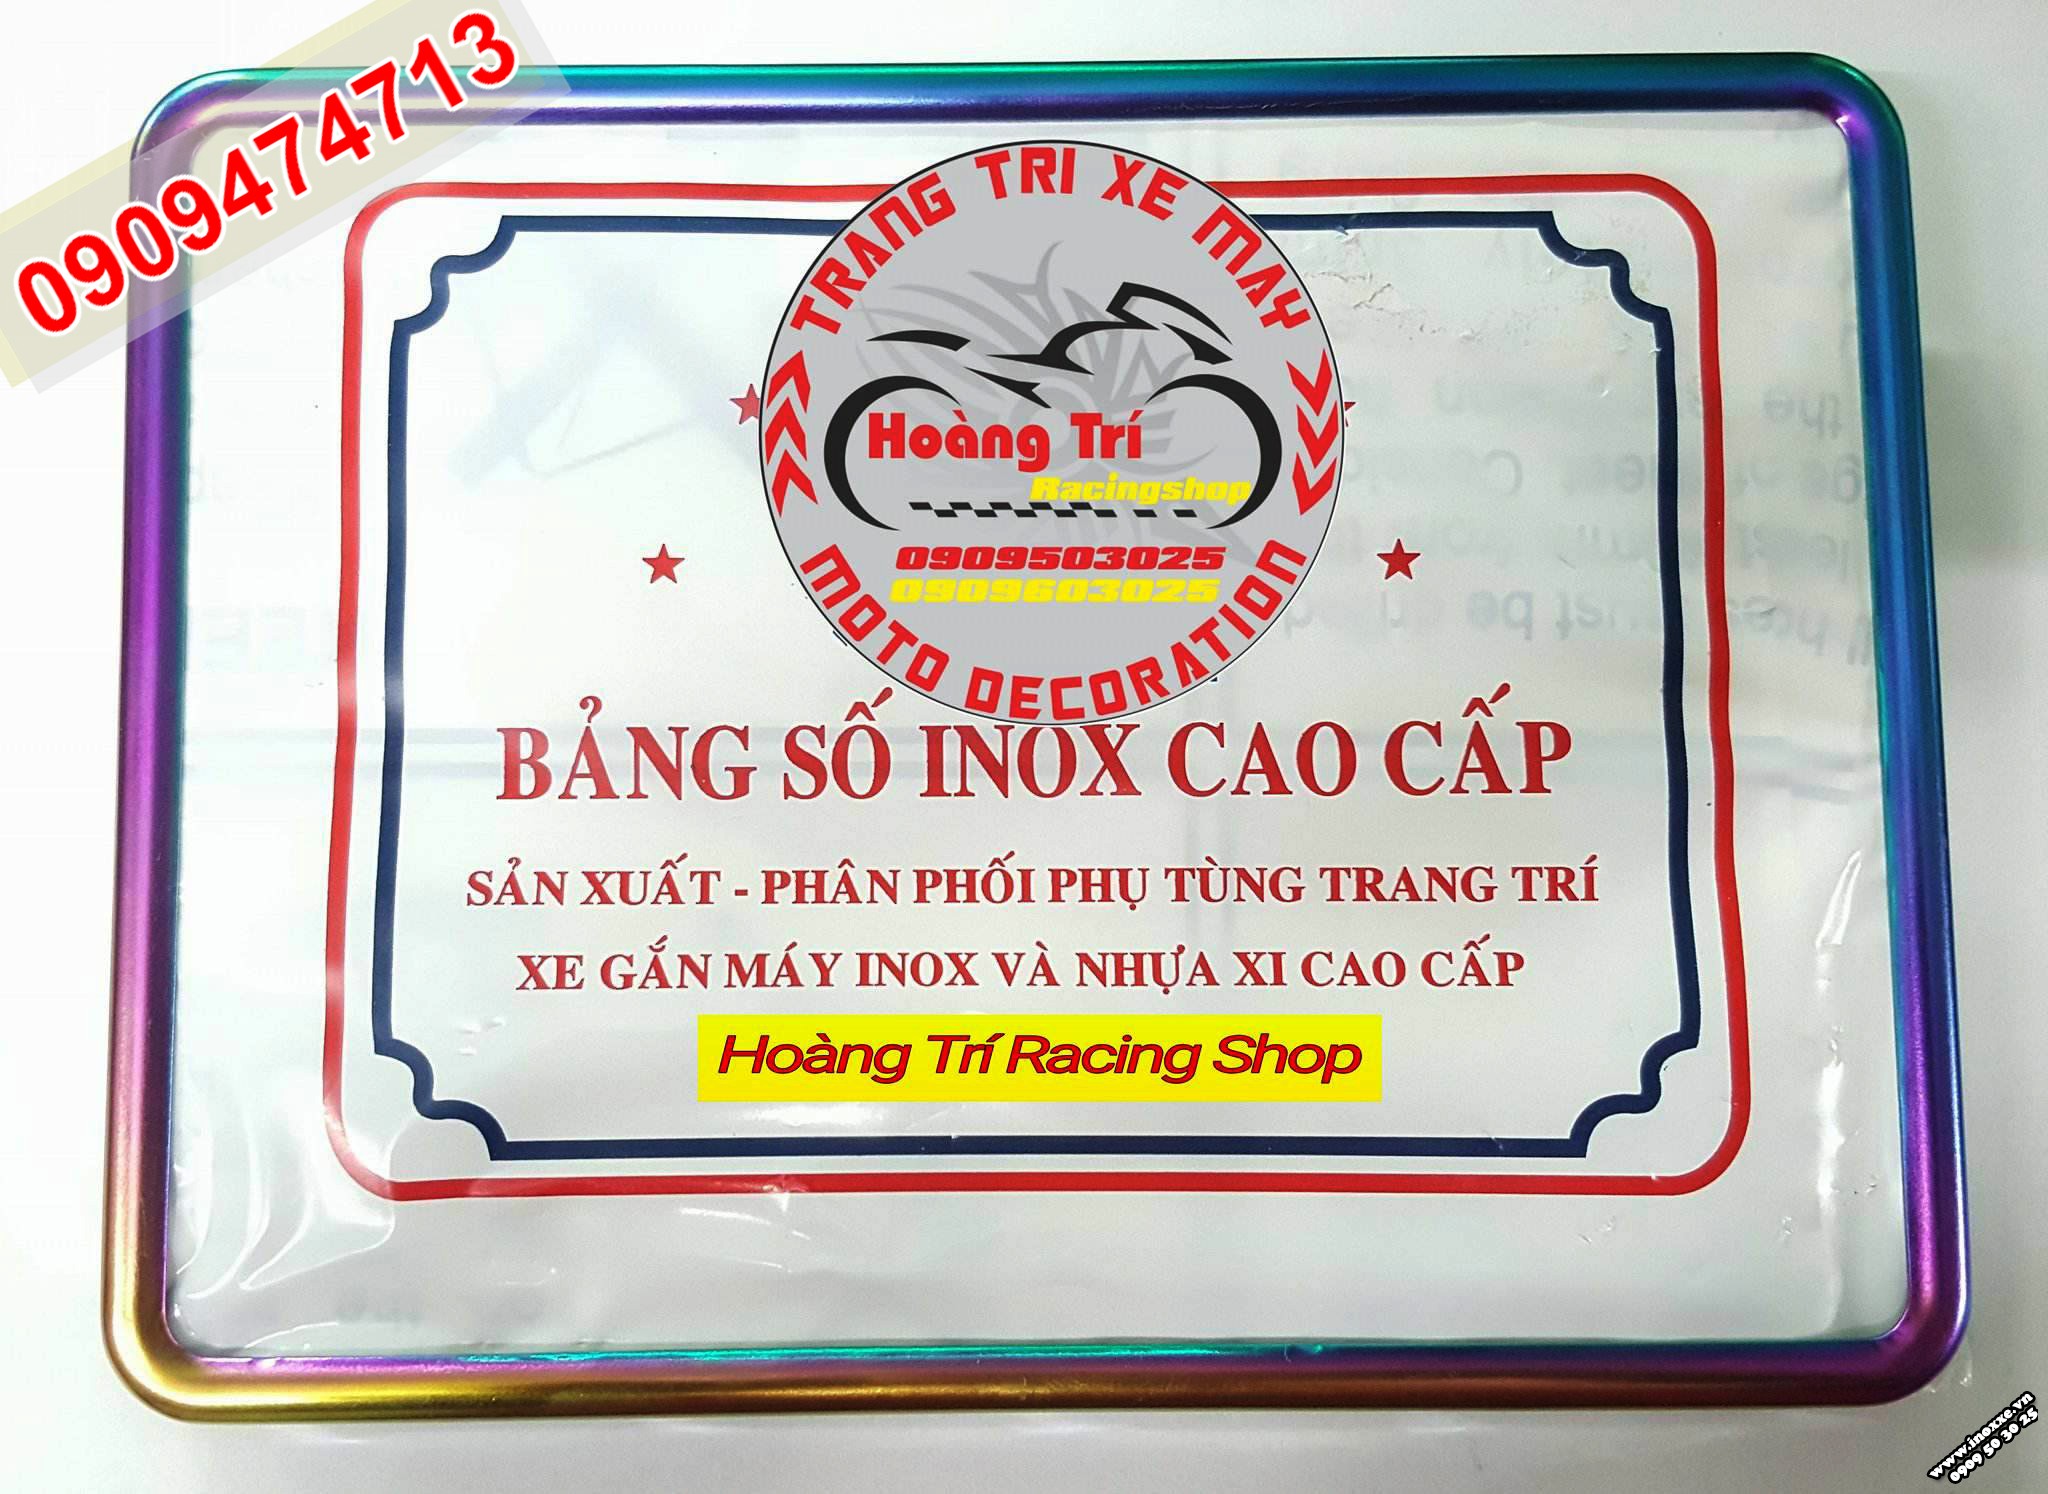 0909474713
TRANG TRI XE MAY
Hoàng Trí
Racingshop
0909503025
0909603025
MOTO DECORATION
BẢNG SỐ INOX CAO CẤP
SẢN XUẤT - PHÂN PHỐI PHỤ TÙNG TRANG TRÍ
XE GẮN MÁY INOX VÀ NHỰA XI CAO CẤP
Hoàng Trí Racing Shop
www.inoxxe.vn
0909 50 30 25